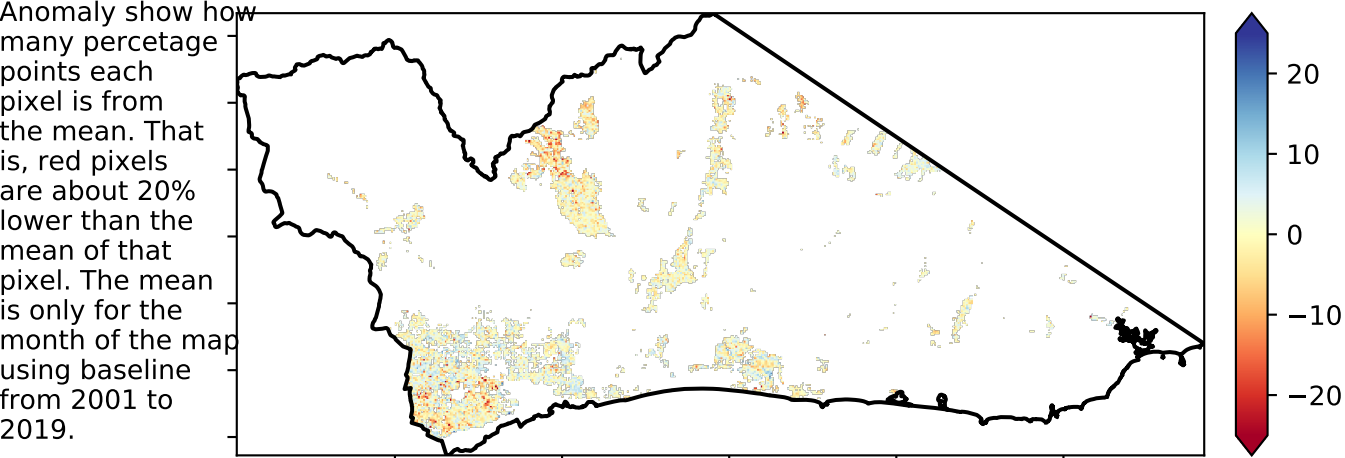 Anomaly show how
many percetage
points each
pixel is from
the mean. That
is, red pixels
are about 20%
lower than the
mean of that
pixel. The mean
is only for the
month of the map
using baseline
from 2001 to
2019.
20
10
0
−10
−20